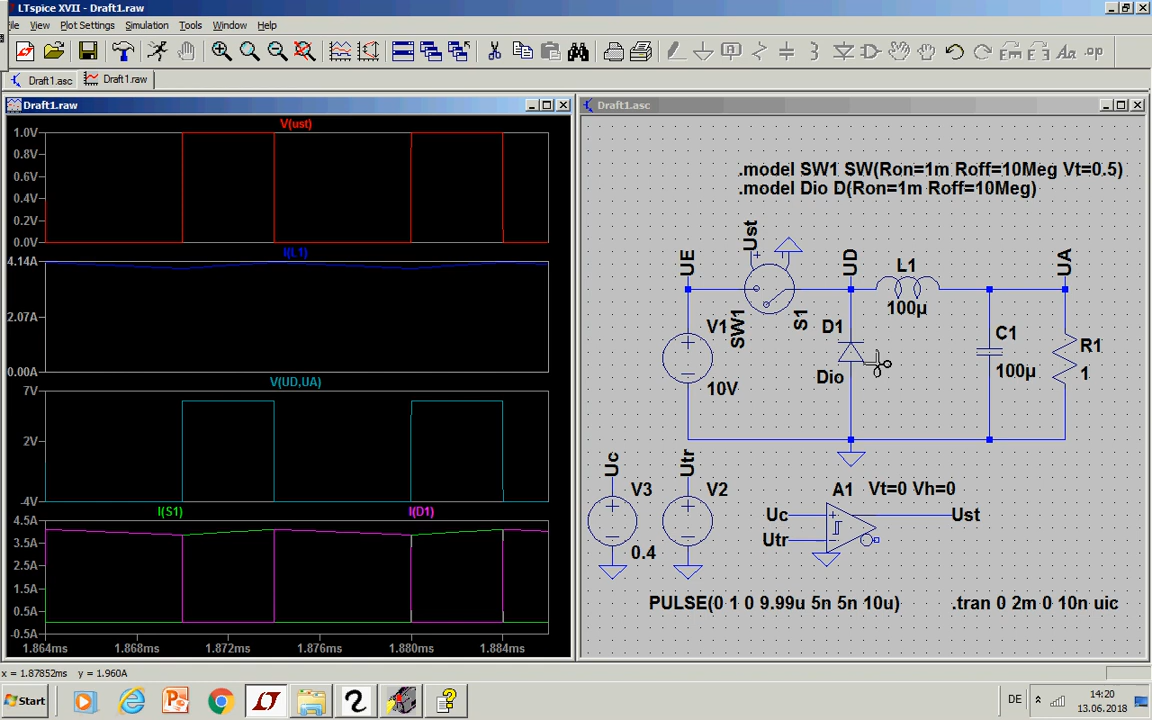 LTspice XVII - Draft1.raw
File View Plot Settings Simulation Tools Window Help
Draft1.asc Draft1.raw
Draft1.raw
V(ust)
1.0V
0.8V
0.6V
0.4V
0.2V
0.0V
I(L1)
4.14A
2.07A
0.00A
V(UD,UA)
7V
2V
-4V
I(S1) I(D1)
4.5A
3.5A
2.5A
1.5A
0.5A
-0.5A
1.864ms 1.868ms 1.872ms 1.876ms 1.880ms 1.884ms
Draft1.asc
.model SW1 SW(Ron=1m Roff=10Meg Vt=0.5)
.model Dio D(Ron=1m Roff=10Meg)
Ust
UE
UD
L1
UA
100µ
SW1
S1
V1
10V
D1
Dio
C1
100µ
R1
1
Uc
Utr
V3
0.4
V2
A1 Vt=0 Vh=0
Uc Ust
Utr
PULSE(0 1 0 9.99u 5n 5n 10u) .tran 0 2m 0 10n uic
x = 1.87852ms y = 1.960A
Start
DE
14:20
13.06.2018